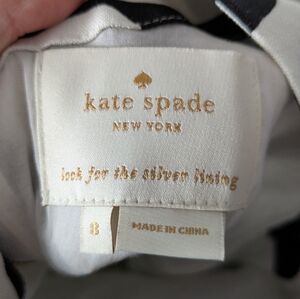 kate spade
NEW YORK
look for the silver lining
8
MADE IN CHINA